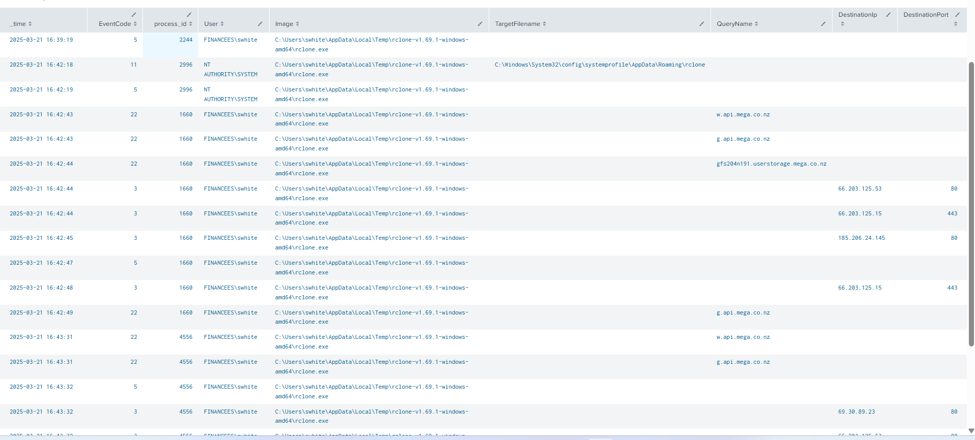 _time EventCode process_id User Image TargetFilename QueryName DestinationIp DestinationPort
2025-03-21 16:39:19 5 2244 FINANCEES\swhite C:\Users\swhite\AppData\Local\Temp\rclone-v1.69.1-windows-
amd64\rclone.exe
2025-03-21 16:42:18 11 2996 NT C:\Users\swhite\AppData\Local\Temp\rclone-v1.69.1-windows- C:\Windows\System32\config\systemprofile\AppData\Roaming\rclone
AUTHORITY\SYSTEM amd64\rclone.exe
2025-03-21 16:42:19 5 2996 NT C:\Users\swhite\AppData\Local\Temp\rclone-v1.69.1-windows-
AUTHORITY\SYSTEM amd64\rclone.exe
2025-03-21 16:42:43 22 1660 FINANCEES\swhite C:\Users\swhite\AppData\Local\Temp\rclone-v1.69.1-windows- w.api.mega.co.nz
amd64\rclone.exe
2025-03-21 16:42:43 22 1660 FINANCEES\swhite C:\Users\swhite\AppData\Local\Temp\rclone-v1.69.1-windows- g.api.mega.co.nz
amd64\rclone.exe
2025-03-21 16:42:44 22 1660 FINANCEES\swhite C:\Users\swhite\AppData\Local\Temp\rclone-v1.69.1-windows- gfs204n191.userstorage.mega.co.nz
amd64\rclone.exe
2025-03-21 16:42:44 3 1660 FINANCEES\swhite C:\Users\swhite\AppData\Local\Temp\rclone-v1.69.1-windows- 66.203.125.53 80
amd64\rclone.exe
2025-03-21 16:42:44 3 1660 FINANCEES\swhite C:\Users\swhite\AppData\Local\Temp\rclone-v1.69.1-windows- 66.203.125.15 443
amd64\rclone.exe
2025-03-21 16:42:45 3 1660 FINANCEES\swhite C:\Users\swhite\AppData\Local\Temp\rclone-v1.69.1-windows- 185.206.24.145 80
amd64\rclone.exe
2025-03-21 16:42:47 5 1660 FINANCEES\swhite C:\Users\swhite\AppData\Local\Temp\rclone-v1.69.1-windows-
amd64\rclone.exe
2025-03-21 16:42:48 3 1660 FINANCEES\swhite C:\Users\swhite\AppData\Local\Temp\rclone-v1.69.1-windows- 66.203.125.15 443
amd64\rclone.exe
2025-03-21 16:42:49 22 1660 FINANCEES\swhite C:\Users\swhite\AppData\Local\Temp\rclone-v1.69.1-windows- g.api.mega.co.nz
amd64\rclone.exe
2025-03-21 16:43:31 22 4556 FINANCEES\swhite C:\Users\swhite\AppData\Local\Temp\rclone-v1.69.1-windows- w.api.mega.co.nz
amd64\rclone.exe
2025-03-21 16:43:31 22 4556 FINANCEES\swhite C:\Users\swhite\AppData\Local\Temp\rclone-v1.69.1-windows- g.api.mega.co.nz
amd64\rclone.exe
2025-03-21 16:43:32 5 4556 FINANCEES\swhite C:\Users\swhite\AppData\Local\Temp\rclone-v1.69.1-windows-
amd64\rclone.exe
2025-03-21 16:43:32 3 4556 FINANCEES\swhite C:\Users\swhite\AppData\Local\Temp\rclone-v1.69.1-windows- 69.30.89.23 80
amd64\rclone.exe